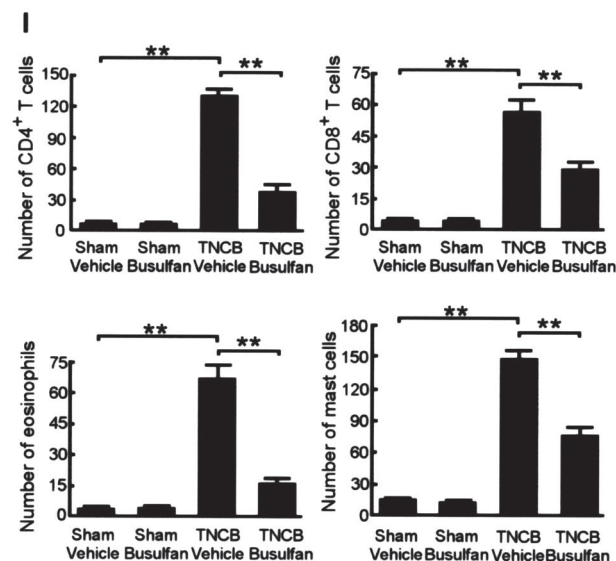 I
** **
Number of CD4+ T cells
150
120
90
60
30
0
Sham Sham TNCB TNCB
Vehicle Busulfan Vehicle Busulfan
** **
Number of CD8+ T cells
75
60
45
30
15
0
Sham Sham TNCB TNCB
Vehicle Busulfan Vehicle Busulfan
** **
Number of eosinophils
75
60
45
30
15
0
Sham Sham TNCB TNCB
Vehicle Busulfan Vehicle Busulfan
** **
Number of mast cells
180
150
120
90
60
30
0
Sham Sham TNCB TNCB
Vehicle Busulfan Vehicle Busulfan